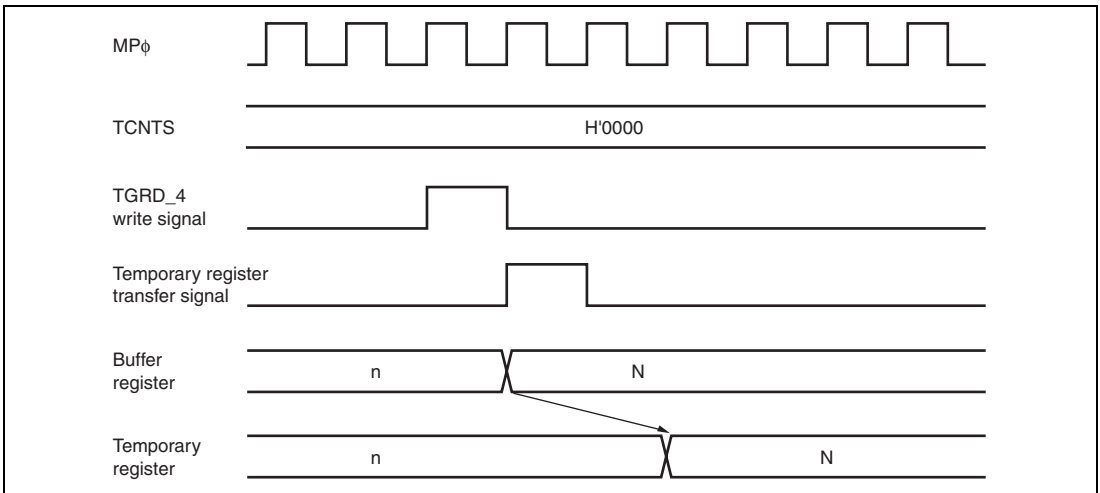 MPφ
TCNTS
H'0000
TGRD_4
write signal
Temporary register
transfer signal
Buffer
register
n
N
Temporary
register
n
N